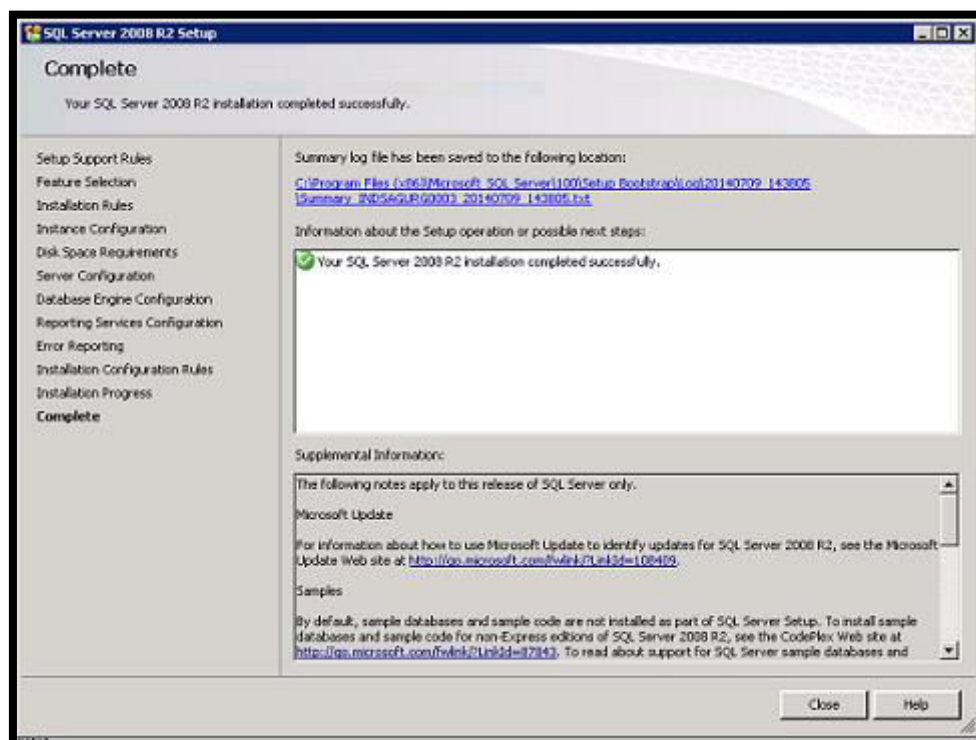 SQL Server 2008 R2 Setup
Complete
Your SQL Server 2008 R2 installation completed successfully.
Setup Support Rules
Feature Selection
Installation Rules
Instance Configuration
Disk Space Requirements
Server Configuration
Database Engine Configuration
Reporting Services Configuration
Error Reporting
Installation Configuration Rules
Installation Progress
Complete
Summary log file has been saved to the following location:
C:\Program Files (x86)\Microsoft SQL Server\100\Setup Bootstrap\Log\20140709_143805
\Summary_INDSAGURG0003_20140709_143805.txt
Information about the Setup operation or possible next steps:
Your SQL Server 2008 R2 installation completed successfully.
Supplemental Information:
The following notes apply to this release of SQL Server only.
Microsoft Update
For information about how to use Microsoft Update to identify updates for SQL Server 2008 R2, see the Microsoft
Update Web site at http://go.microsoft.com/fwlink/?LinkId=108409.
Samples
By default, sample databases and sample code are not installed as part of SQL Server Setup. To install sample
databases and sample code for non-Express editions of SQL Server 2008 R2, see the CodePlex Web site at
http://go.microsoft.com/fwlink/?LinkId=87843. To read about support for SQL Server sample databases and
Close
Help